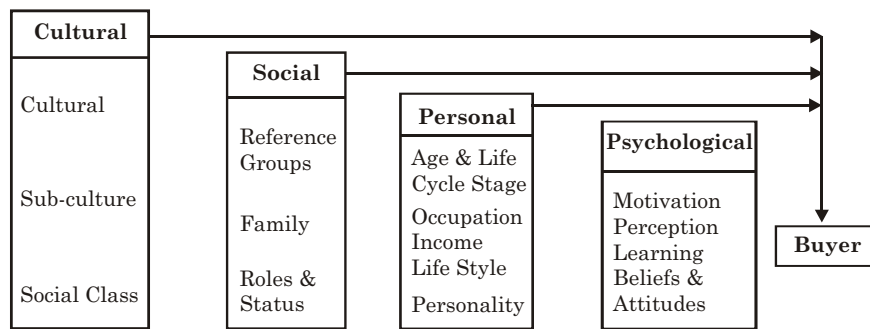 Cultural
Cultural
Sub-culture
Social Class
Social
Reference
Groups
Family
Roles &
Status
Personal
Age & Life
Cycle Stage
Occupation
Income
Life Style
Personality
Psychological
Motivation
Perception
Learning
Beliefs &
Attitudes
Buyer